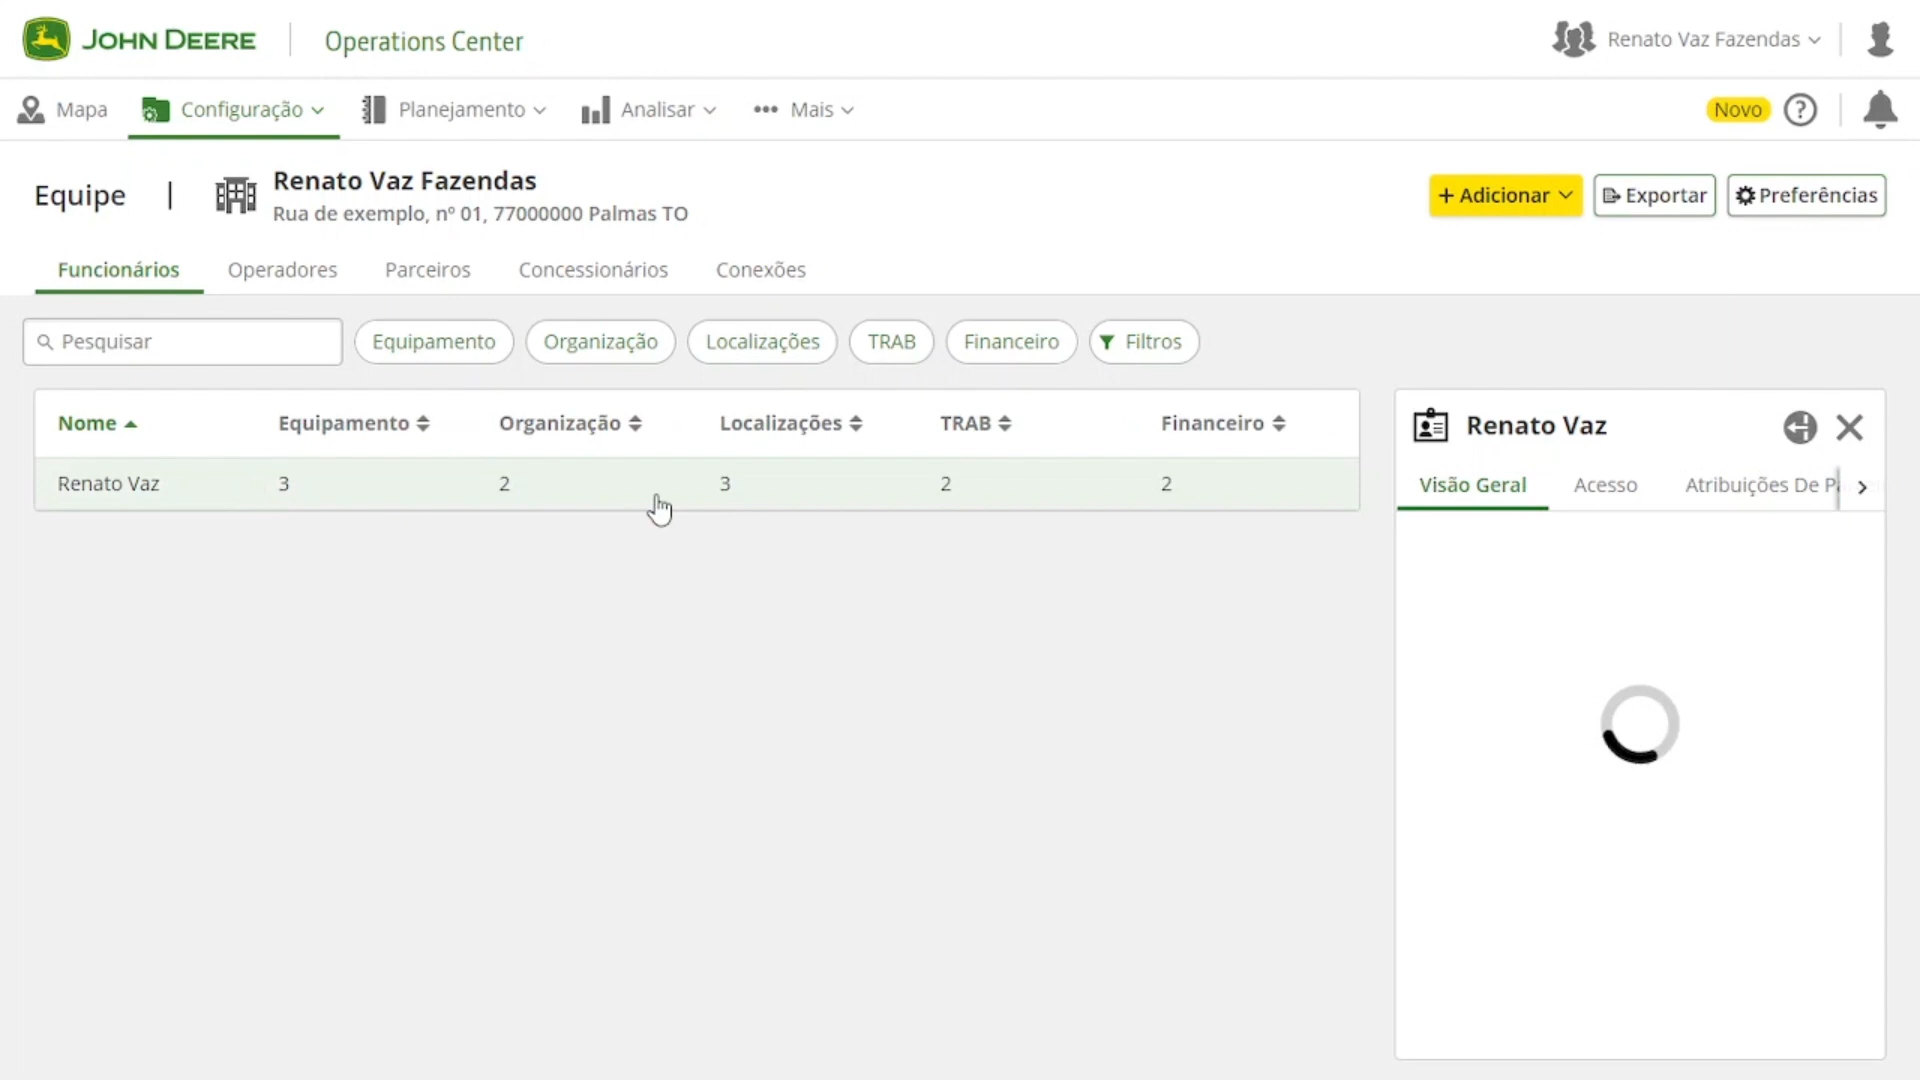 JOHN DEERE
Operations Center
Renato Vaz Fazendas
Mapa
Configuração
Planejamento
Analisar
Mais
Novo
?
Equipe
Renato Vaz Fazendas
Rua de exemplo, nº 01, 77000000 Palmas TO
+ Adicionar
Exportar
Preferências
Funcionários
Operadores
Parceiros
Concessionários
Conexões
Pesquisar
Equipamento
Organização
Localizações
TRAB
Financeiro
Filtros
Nome
Equipamento
Organização
Localizações
TRAB
Financeiro
Renato Vaz
3
2
3
2
2
Renato Vaz
Visão Geral
Acesso
Atribuições De